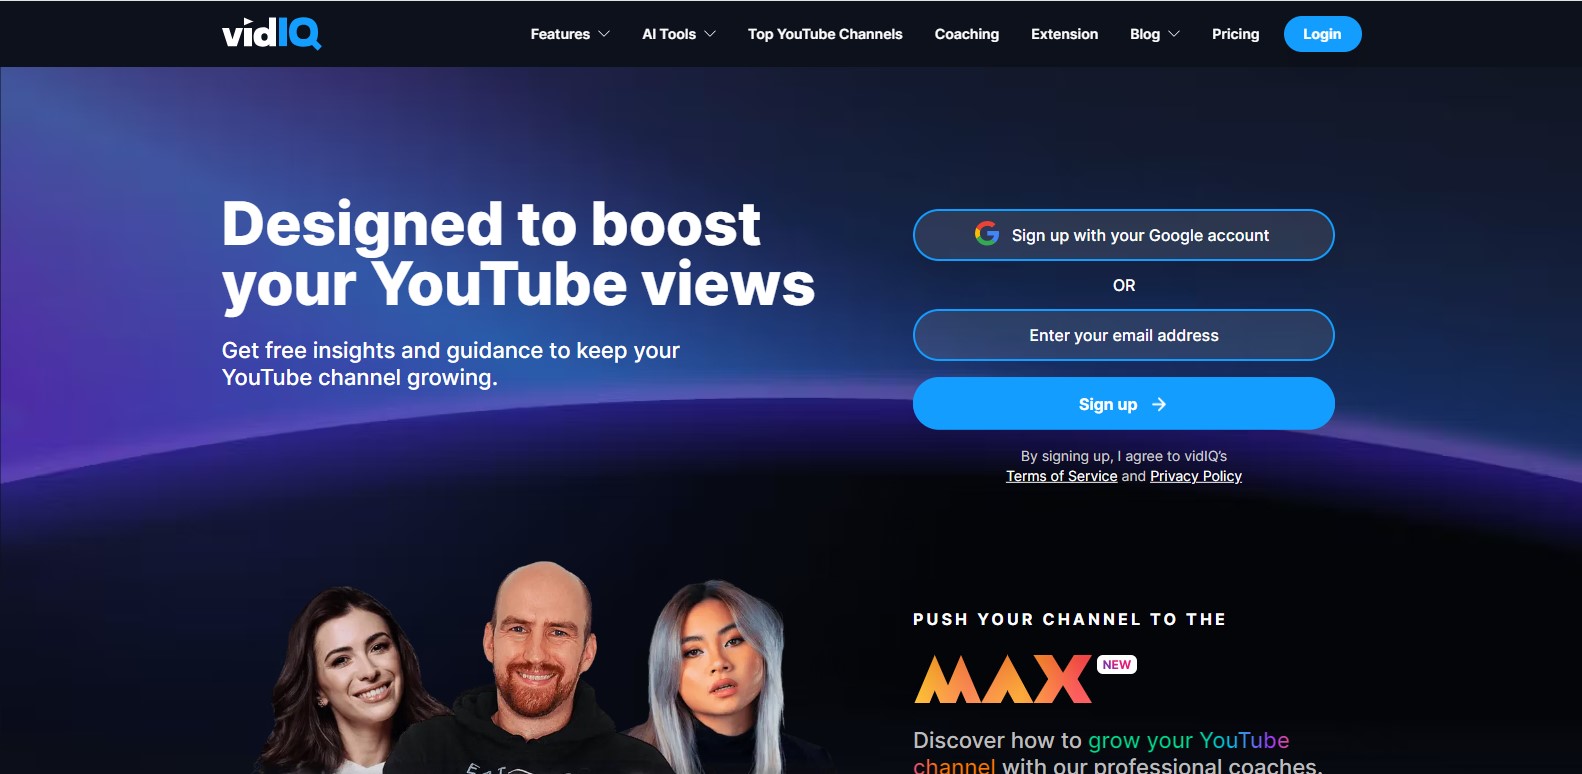 vidIQ
Features
AI Tools
Top YouTube Channels
Coaching
Extension
Blog
Pricing
Login
Designed to boost
your YouTube views
Get free insights and guidance to keep your
YouTube channel growing.
Sign up with your Google account
OR
Enter your email address
Sign up
By signing up, I agree to vidIQ's
Terms of Service and Privacy Policy
PUSH YOUR CHANNEL TO THE
MAX NEW
Discover how to grow your YouTube
channel with our professional coaches.